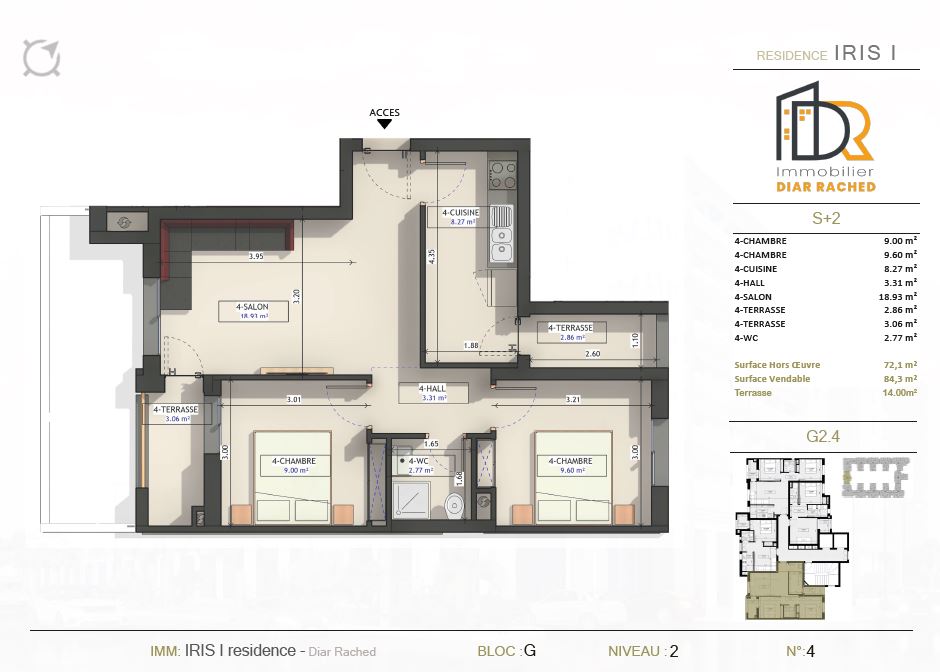 RESIDENCE IRIS I
Immobilier
DIAR RACHED
S+2
4-CHAMBRE 9.00 m²
4-CHAMBRE 9.60 m²
4-CUISINE 8.27 m²
4-HALL 3.31 m²
4-SALON 18.93 m²
4-TERRASSE 2.86 m²
4-TERRASSE 3.06 m²
4-WC 2.77 m²
Surface Hors Œuvre 72,1 m²
Surface Vendable 84,3 m²
Terrasse 14.00m²
G2.4
ACCES
4-CUISINE
8.27 m²
3.95
4.35
3.20
4-SALON
18.93 m²
4-TERRASSE
2.86 m²
1.10
1.88
2.60
4-HALL
3.31 m²
3.01
3.21
4-TERRASSE
3.06 m²
1.65
3.00
3.00
4-CHAMBRE
9.00 m²
4-WC
2.77 m²
1.68
4-CHAMBRE
9.60 m²
IMM: IRIS I residence - Diar Rached BLOC :G NIVEAU : 2 N°:4